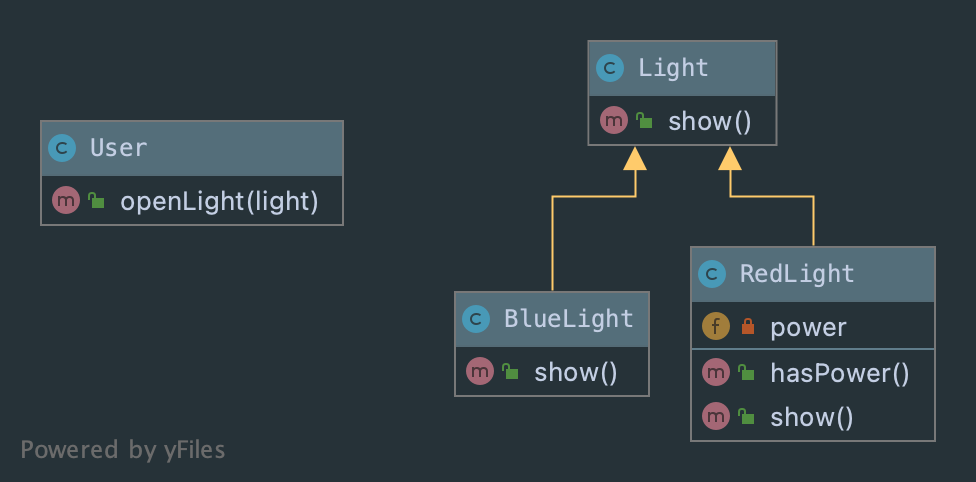 User
openLight(light)
Light
show()
BlueLight
show()
RedLight
power
hasPower()
show()
Powered by yFiles